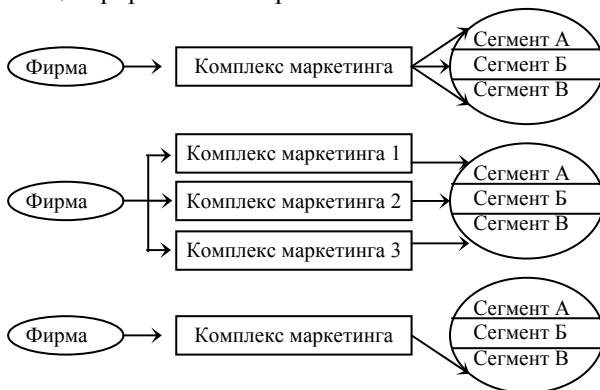 Сегмент А
Фирма Комплекс маркетинга Сегмент Б
Сегмент В
Комплекс маркетинга 1
Сегмент А
Фирма Комплекс маркетинга 2 Сегмент Б
Сегмент В
Комплекс маркетинга 3
Сегмент А
Фирма Комплекс маркетинга Сегмент Б
Сегмент В